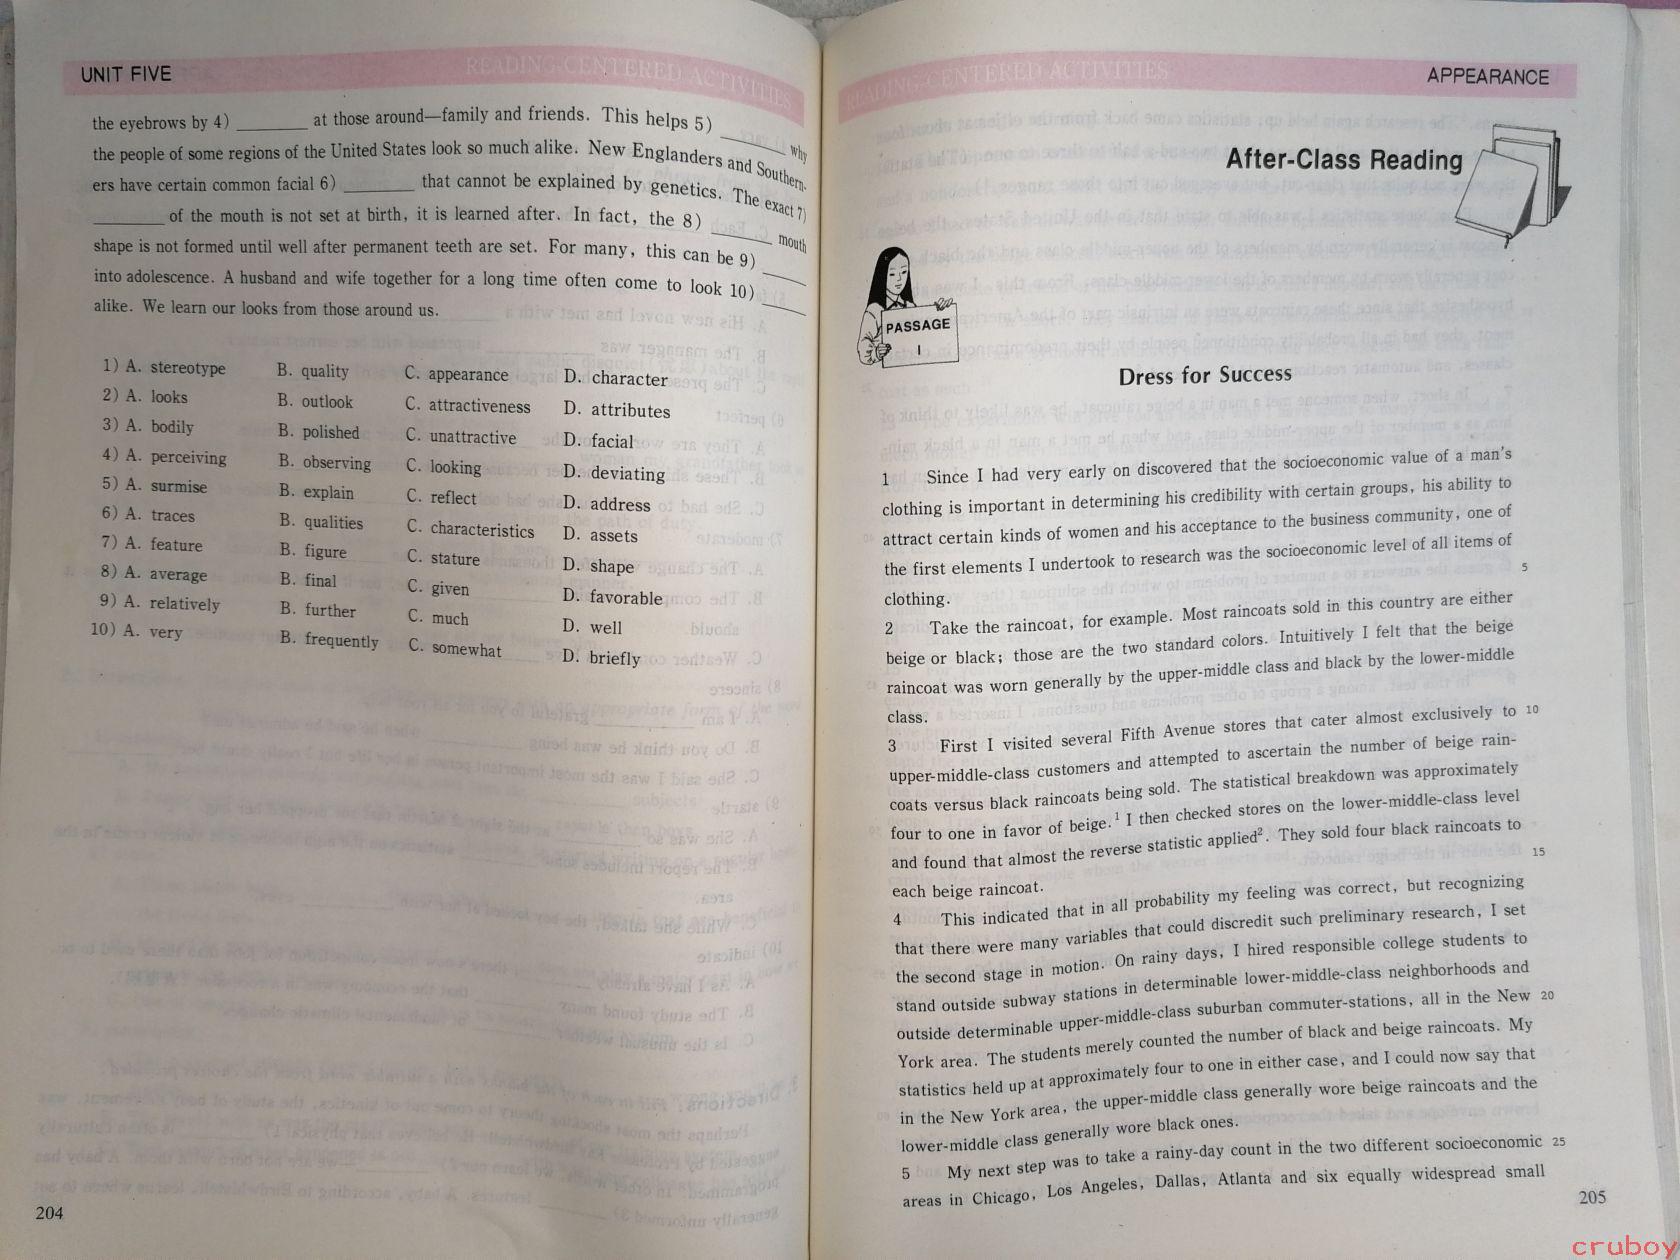 UNIT FIVE
READING-CENTERED ACTIVITIES
the eyebrows by 4) ________ at those around—family and friends. This helps 5) ________ why
the people of some regions of the United States look so much alike. New Englanders and Southern-
ers have certain common facial 6) ________ that cannot be explained by genetics. The exact 7)
________ of the mouth is not set at birth, it is learned after. In fact, the 8) ________ mouth
shape is not formed until well after permanent teeth are set. For many, this can be 9) ________
into adolescence. A husband and wife together for a long time often come to look 10) ________
alike. We learn our looks from those around us.
1) A. stereotype B. quality C. appearance D. character
2) A. looks B. outlook C. attractiveness D. attributes
3) A. bodily B. polished C. unattractive D. facial
4) A. perceiving B. observing C. looking D. deviating
5) A. surmise B. explain C. reflect D. address
6) A. traces B. qualities C. characteristics D. assets
7) A. feature B. figure C. stature D. shape
8) A. average B. final C. given D. favorable
9) A. relatively B. further C. much D. well
10) A. very B. frequently C. somewhat D. briefly
204
READING-CENTERED ACTIVITIES
APPEARANCE
After-Class Reading
PASSAGE
I
Dress for Success
1 Since I had very early on discovered that the socioeconomic value of a man's
clothing is important in determining his credibility with certain groups, his ability to
attract certain kinds of women and his acceptance to the business community, one of
the first elements I undertook to research was the socioeconomic level of all items of
clothing. 5
2 Take the raincoat, for example. Most raincoats sold in this country are either
beige or black; those are the two standard colors. Intuitively I felt that the beige
raincoat was worn generally by the upper-middle class and black by the lower-middle
class.
3 First I visited several Fifth Avenue stores that cater almost exclusively to 10
upper-middle-class customers and attempted to ascertain the number of beige rain-
coats versus black raincoats being sold. The statistical breakdown was approximately
four to one in favor of beige.¹ I then checked stores on the lower-middle-class level
and found that almost the reverse statistic applied². They sold four black raincoats to
each beige raincoat. 15
4 This indicated that in all probability my feeling was correct, but recognizing
that there were many variables that could discredit such preliminary research, I set
the second stage in motion. On rainy days, I hired responsible college students to
stand outside subway stations in determinable lower-middle-class neighborhoods and
outside determinable upper-middle-class suburban commuter-stations, all in the New 20
York area. The students merely counted the number of black and beige raincoats. My
statistics held up at approximately four to one in either case, and I could now say that
in the New York area, the upper-middle class generally wore beige raincoats and the
lower-middle class generally wore black ones.
5 My next step was to take a rainy-day count in the two different socioeconomic 25
areas in Chicago, Los Angeles, Dallas, Atlanta and six equally widespread small
205
cruboy